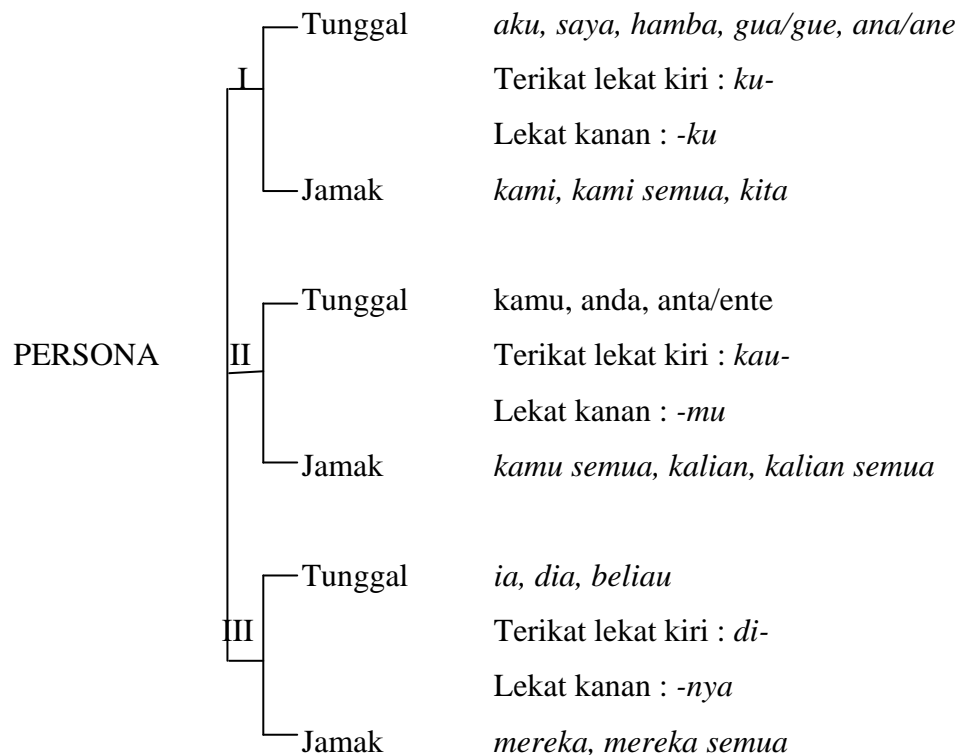 Tunggal aku, saya, hamba, gua/gue, ana/ane
I Terikat lekat kiri : ku-
Lekat kanan : -ku
Jamak kami, kami semua, kita
Tunggal kamu, anda, anta/ente
PERSONA II Terikat lekat kiri : kau-
Lekat kanan : -mu
Jamak kamu semua, kalian, kalian semua
Tunggal ia, dia, beliau
III Terikat lekat kiri : di-
Lekat kanan : -nya
Jamak mereka, mereka semua